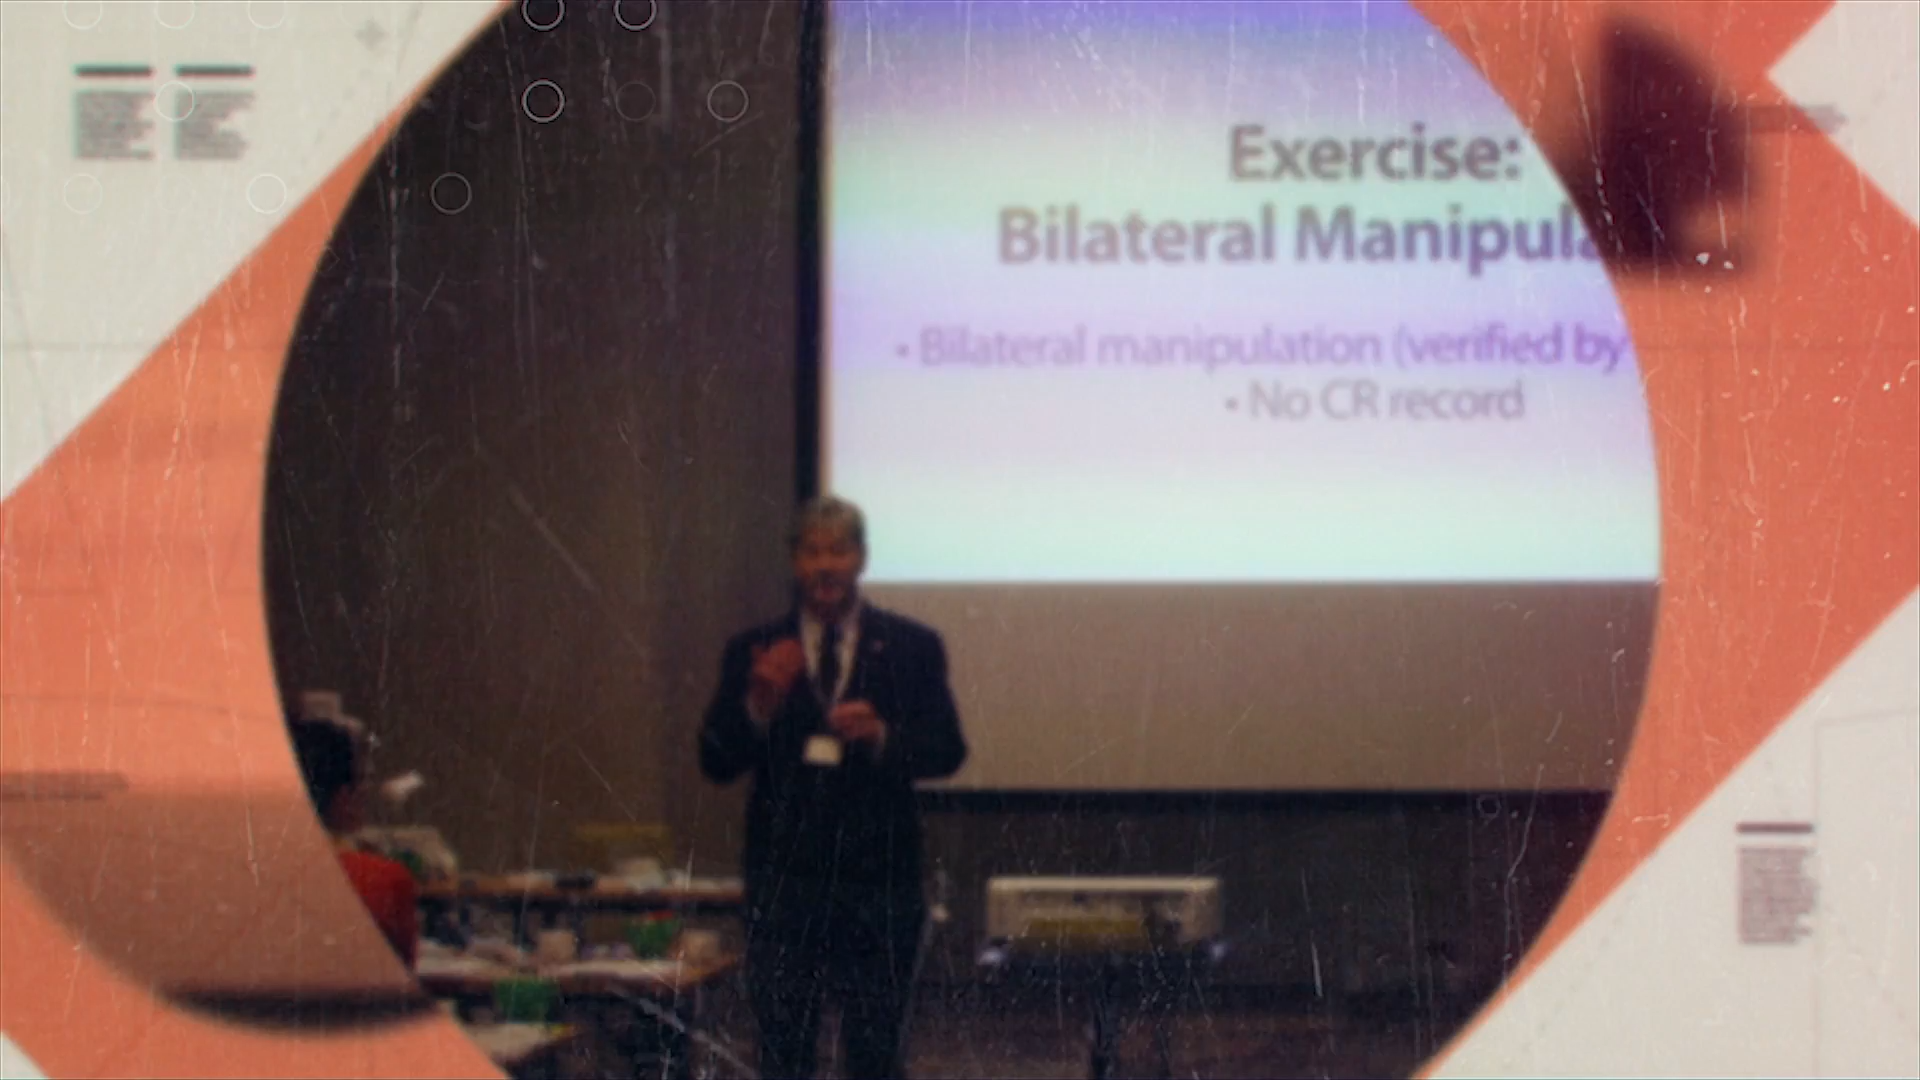 Exercise:
Bilateral Manipula
• Bilateral manipulation (verified by
• No CR record